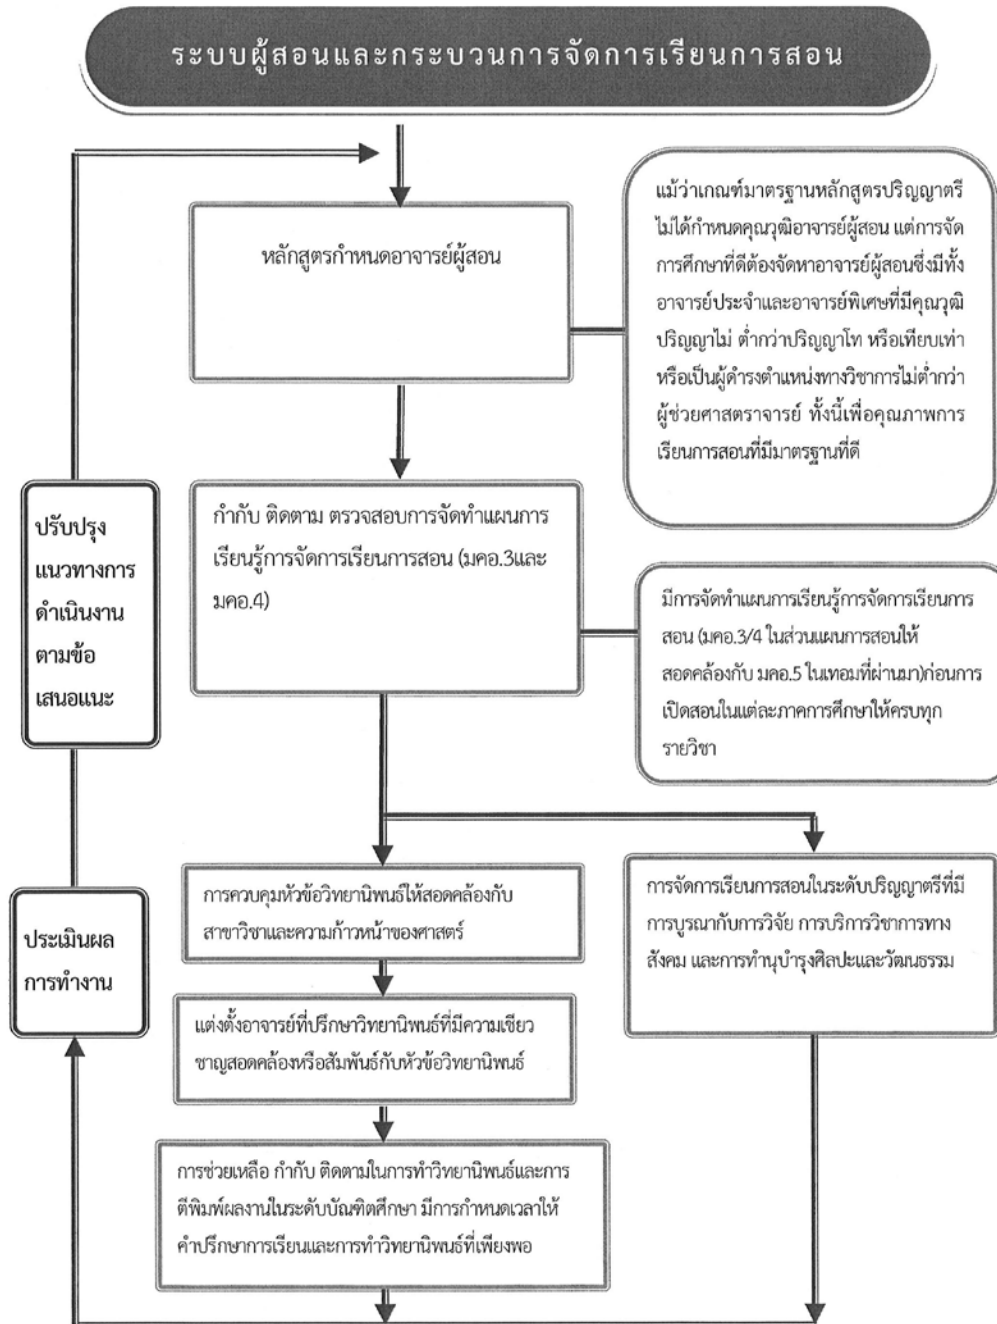 ระบบผู้สอนและกระบวนการจัดการเรียนการสอน
หลักสูตรกำหนดอาจารย์ผู้สอน
แม้ว่าเกณฑ์มาตรฐานหลักสูตรปริญญาตรี
ไม่ได้กำหนดคุณวุฒิอาจารย์ผู้สอน แต่การจัด
การศึกษาที่ดีต้องจัดหาอาจารย์ผู้สอนซึ่งมีทั้ง
อาจารย์ประจำและอาจารย์พิเศษที่มีคุณวุฒิ
ปริญญาไม่ ต่ำกว่าปริญญาโท หรือเทียบเท่า
หรือเป็นผู้ดำรงตำแหน่งทางวิชาการไม่ต่ำกว่า
ผู้ช่วยศาสตราจารย์ ทั้งนี้เพื่อคุณภาพการ
เรียนการสอนที่มีมาตรฐานที่ดี
กำกับ ติดตาม ตรวจสอบการจัดทำแผนการ
เรียนรู้การจัดการเรียนการสอน (มคอ.3และ
มคอ.4)
มีการจัดทำแผนการเรียนรู้การจัดการเรียนการ
สอน (มคอ.3/4 ในส่วนแผนการสอนให้
สอดคล้องกับ มคอ.5 ในเทอมที่ผ่านมา)ก่อนการ
เปิดสอนในแต่ละภาคการศึกษาให้ครบทุก
รายวิชา
ปรับปรุง
แนวทางการ
ดำเนินงาน
ตามข้อ
เสนอแนะ
ประเมินผล
การทำงาน
การควบคุมหัวข้อวิทยานิพนธ์ให้สอดคล้องกับ
สาขาวิชาและความก้าวหน้าของศาสตร์
แต่งตั้งอาจารย์ที่ปรึกษาวิทยานิพนธ์ที่มีความเชี่ยว
ชาญสอดคล้องหรือสัมพันธ์กับหัวข้อวิทยานิพนธ์
การช่วยเหลือ กำกับ ติดตามในการทำวิทยานิพนธ์และการ
ตีพิมพ์ผลงานในระดับบัณฑิตศึกษา มีการกำหนดเวลาให้
คำปรึกษาการเรียนและการทำวิทยานิพนธ์ที่เพียงพอ
การจัดการเรียนการสอนในระดับปริญญาตรีที่มี
การบูรณากับการวิจัย การบริการวิชาการทาง
สังคม และการทำนุบำรุงศิลปะและวัฒนธรรม